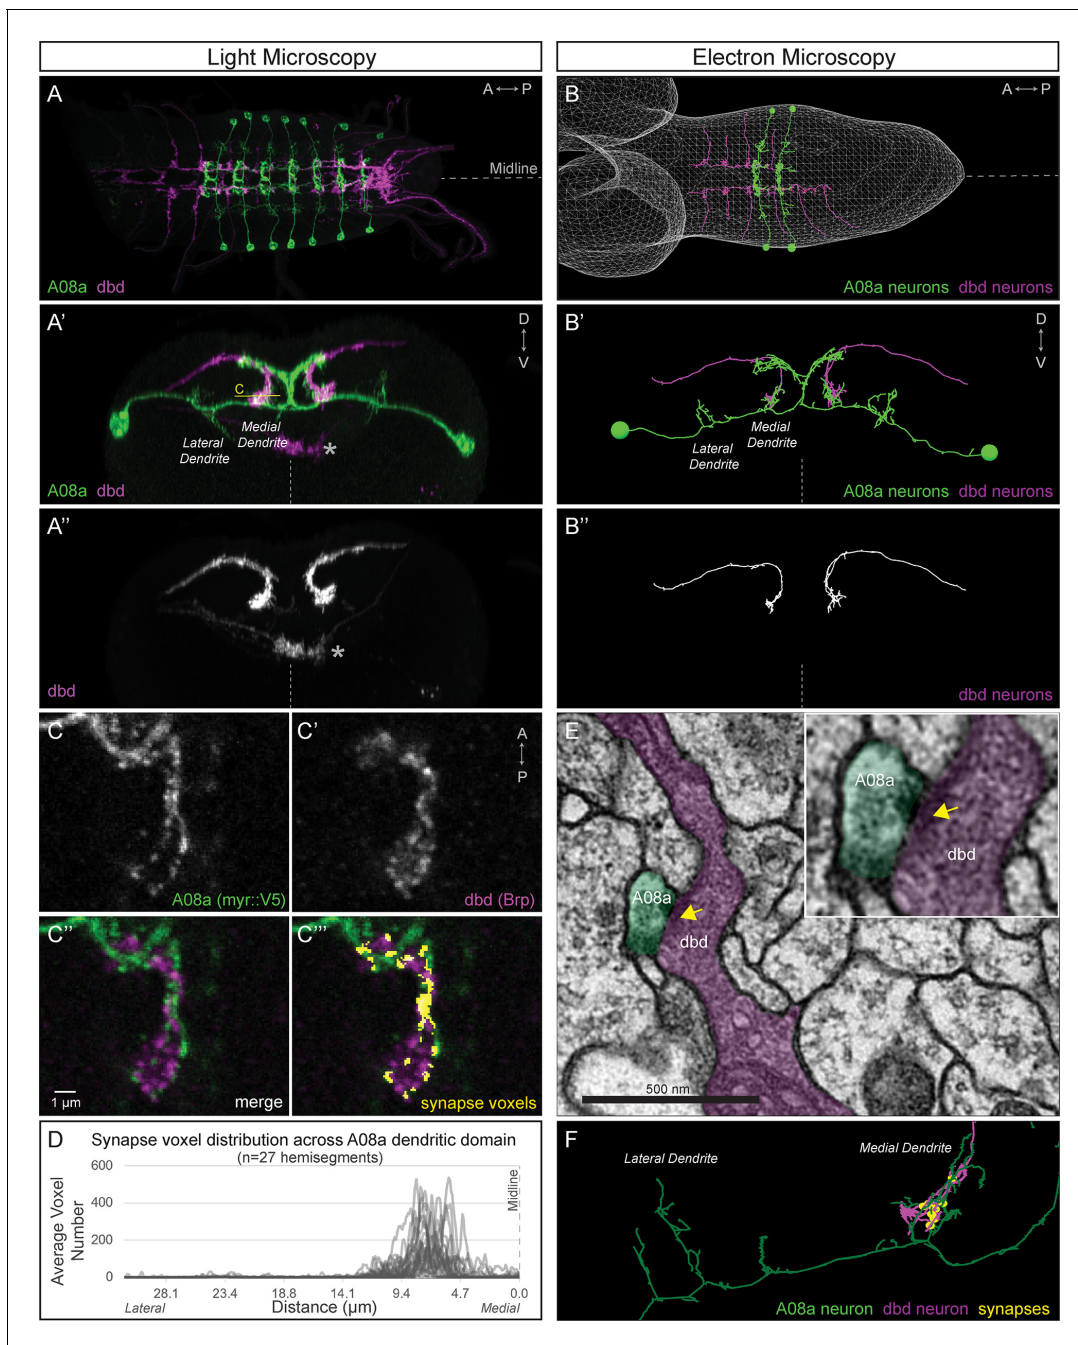 Light Microscopy
Electron Microscopy
A
A ⟷ P
Midline
A08a dbd
B
A ⟷ P
A08a neurons dbd neurons
A'
C
Lateral
Dendrite
Medial
Dendrite
*
A08a dbd
B'
D
V
Lateral
Dendrite
Medial
Dendrite
A08a neurons dbd neurons
A''
*
dbd
B''
dbd neurons
C
A08a (myr::V5)
C'
A
P
dbd (Brp)
C''
1 µm
merge
C'''
synapse voxels
E
A08a
dbd
A08a
dbd
500 nm
D Synapse voxel distribution across A08a dendritic domain
(n=27 hemisegments)
Average Voxel
Number
600
400
200
0
Midline
28.1 23.4 18.8 14.1 9.4 4.7 0.0
Lateral Distance (µm) Medial
F
Lateral Dendrite
Medial Dendrite
A08a neuron dbd neuron synapses